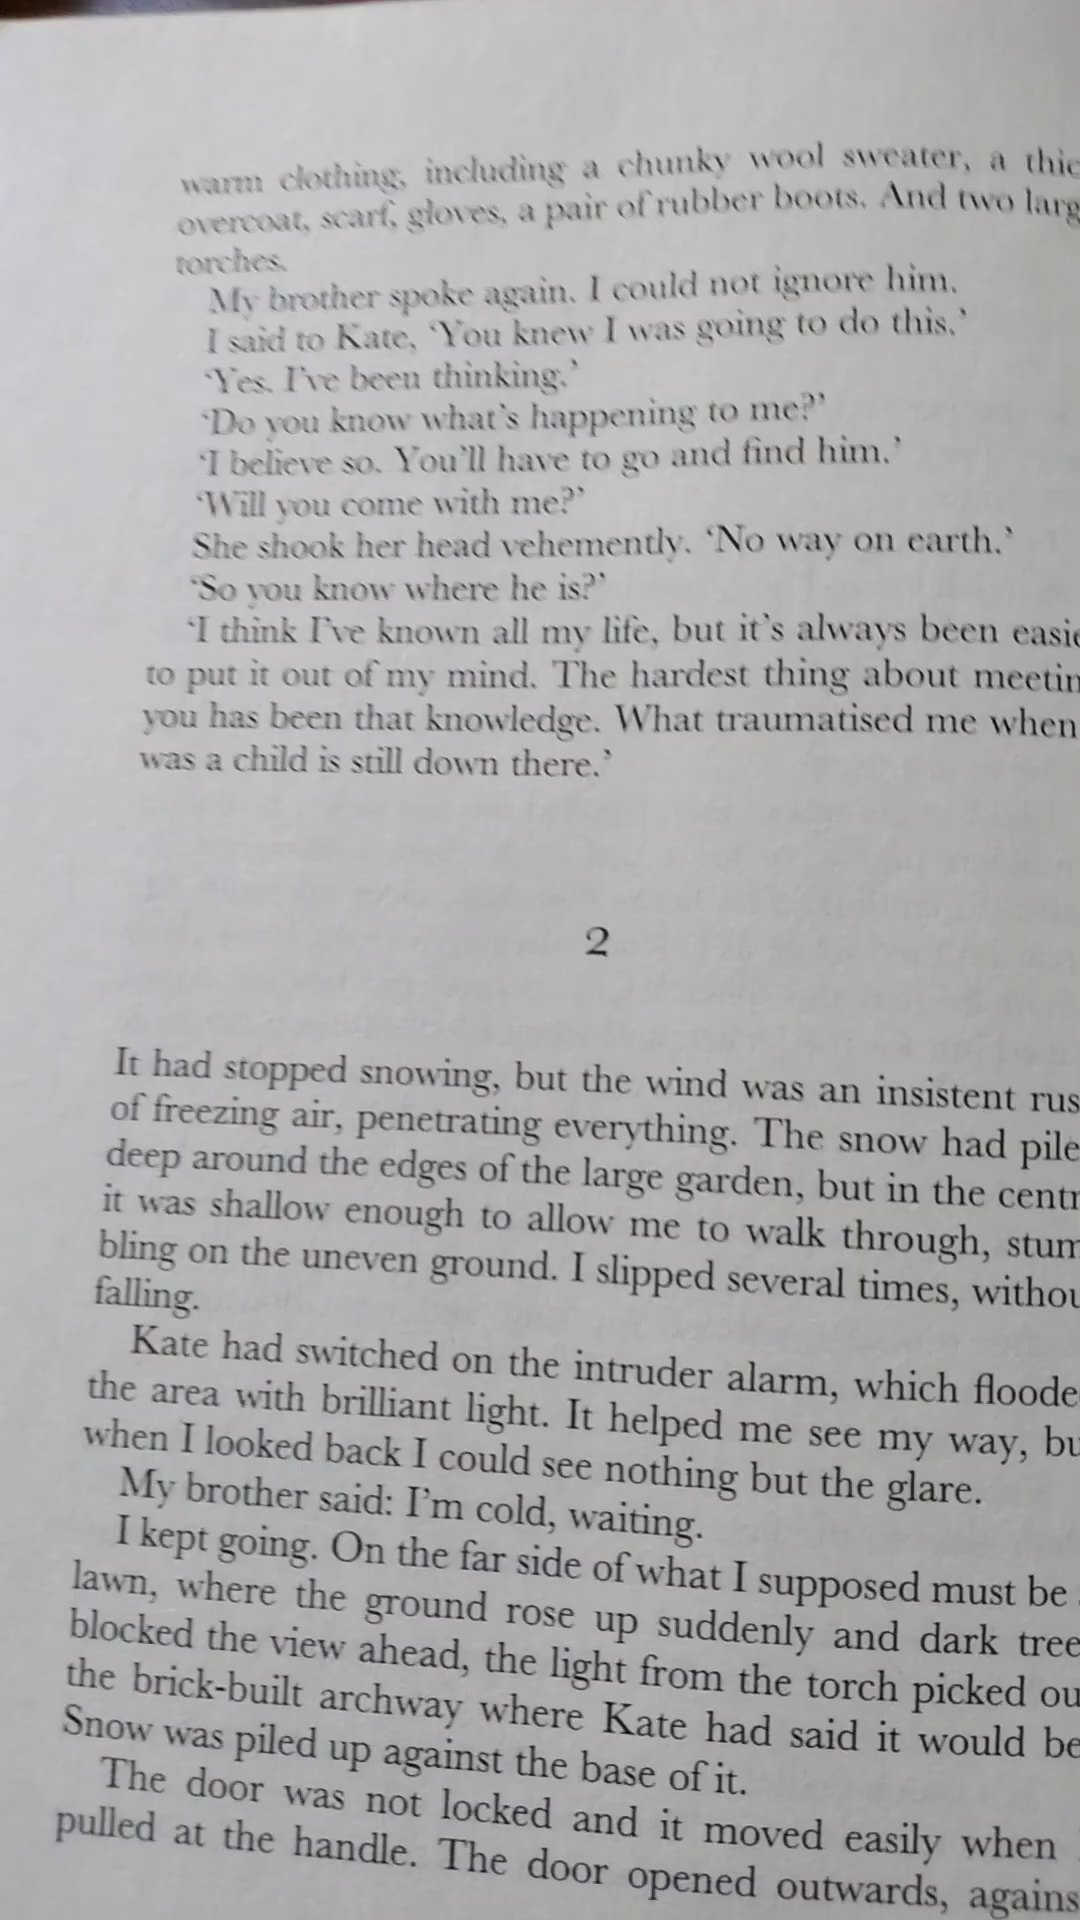 warm clothing, including a chunky wool sweater, a thic
overcoat, scarf, gloves, a pair of rubber boots. And two larg
torches.
My brother spoke again. I could not ignore him.
I said to Kate, ‘You knew I was going to do this.’
‘Yes. I’ve been thinking.’
‘Do you know what’s happening to me?’
‘I believe so. You’ll have to go and find him.’
‘Will you come with me?’
She shook her head vehemently. ‘No way on earth.’
‘So you know where he is?’
‘I think I’ve known all my life, but it’s always been easie
to put it out of my mind. The hardest thing about meetin
you has been that knowledge. What traumatised me when
was a child is still down there.’
2
It had stopped snowing, but the wind was an insistent rus
of freezing air, penetrating everything. The snow had pile
deep around the edges of the large garden, but in the centr
it was shallow enough to allow me to walk through, stum
bling on the uneven ground. I slipped several times, withou
falling.
Kate had switched on the intruder alarm, which floode
the area with brilliant light. It helped me see my way, bu
when I looked back I could see nothing but the glare.
My brother said: I’m cold, waiting.
I kept going. On the far side of what I supposed must be
lawn, where the ground rose up suddenly and dark tree
blocked the view ahead, the light from the torch picked ou
the brick-built archway where Kate had said it would be
Snow was piled up against the base of it.
The door was not locked and it moved easily when
pulled at the handle. The door opened outwards, agains